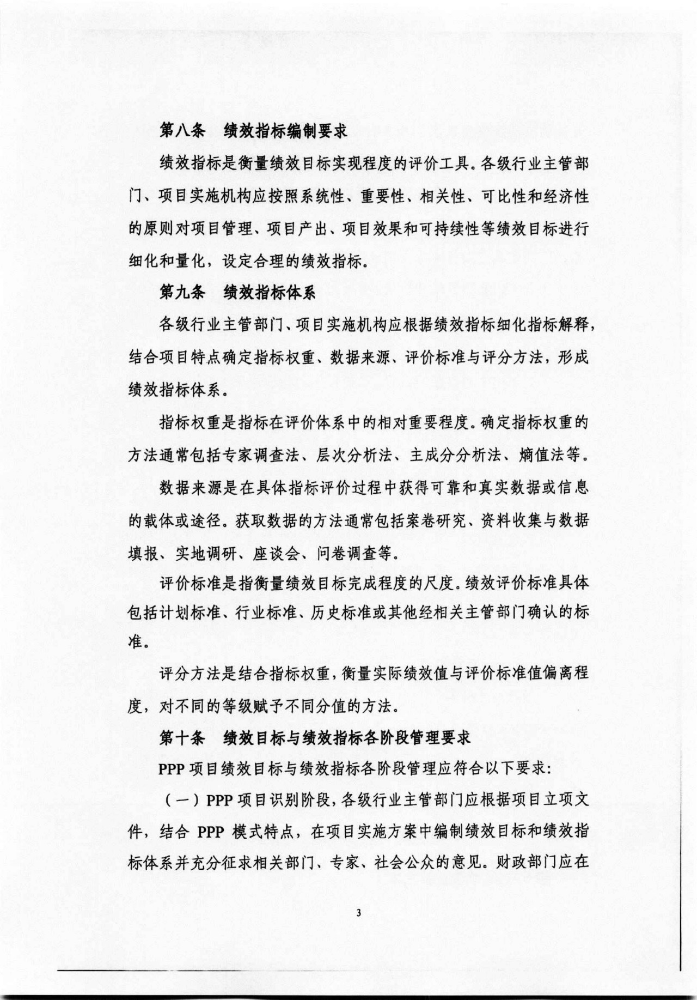 第八条 绩效指标编制要求
绩效指标是衡量绩效目标实现程度的评价工具。各级行业主管部
门、项目实施机构应按照系统性、重要性、相关性、可比性和经济性
的原则对项目管理、项目产出、项目效果和可持续性等绩效目标进行
细化和量化，设定合理的绩效指标。
第九条 绩效指标体系
各级行业主管部门、项目实施机构应根据绩效指标细化指标解释，
结合项目特点确定指标权重、数据来源、评价标准与评分方法，形成
绩效指标体系。
指标权重是指标在评价体系中的相对重要程度。确定指标权重的
方法通常包括专家调查法、层次分析法、主成分分析法、熵值法等。
数据来源是在具体指标评价过程中获得可靠和真实数据或信息
的载体或途径。获取数据的方法通常包括案卷研究、资料收集与数据
填报、实地调研、座谈会、问卷调查等。
评价标准是指衡量绩效目标完成程度的尺度。绩效评价标准具体
包括计划标准、行业标准、历史标准或其他经相关主管部门确认的标
准。
评分方法是结合指标权重，衡量实际绩效值与评价标准值偏离程
度，对不同的等级赋予不同分值的方法。
第十条 绩效目标与绩效指标各阶段管理要求
PPP 项目绩效目标与绩效指标各阶段管理应符合以下要求：
（一）PPP 项目识别阶段，各级行业主管部门应根据项目立项文
件，结合 PPP 模式特点，在项目实施方案中编制绩效目标和绩效指
标体系并充分征求相关部门、专家、社会公众的意见。财政部门应在
3